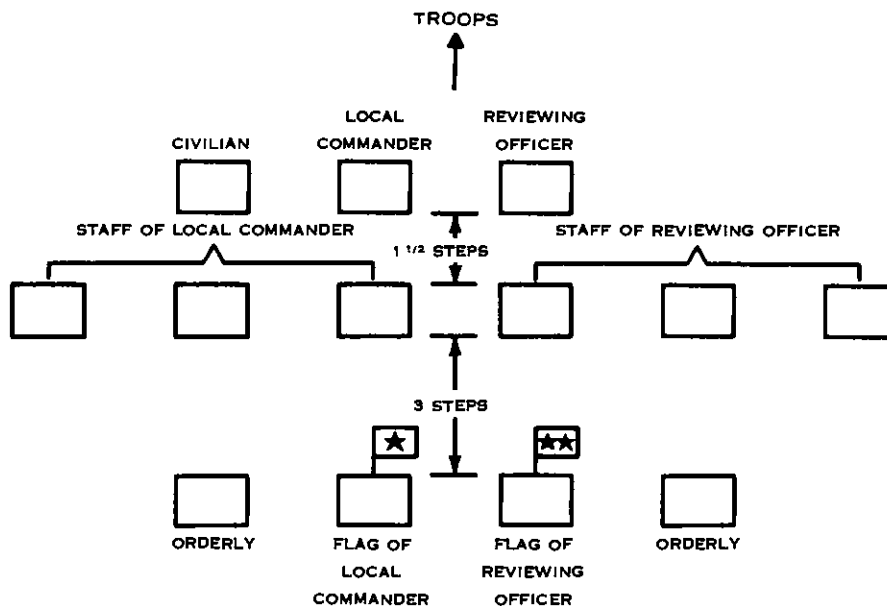 TROOPS
CIVILIAN
LOCAL
COMMANDER
REVIEWING
OFFICER
STAFF OF LOCAL COMMANDER
1 1/2 STEPS
STAFF OF REVIEWING OFFICER
3 STEPS
ORDERLY
FLAG OF
LOCAL
COMMANDER
FLAG OF
REVIEWING
OFFICER
ORDERLY